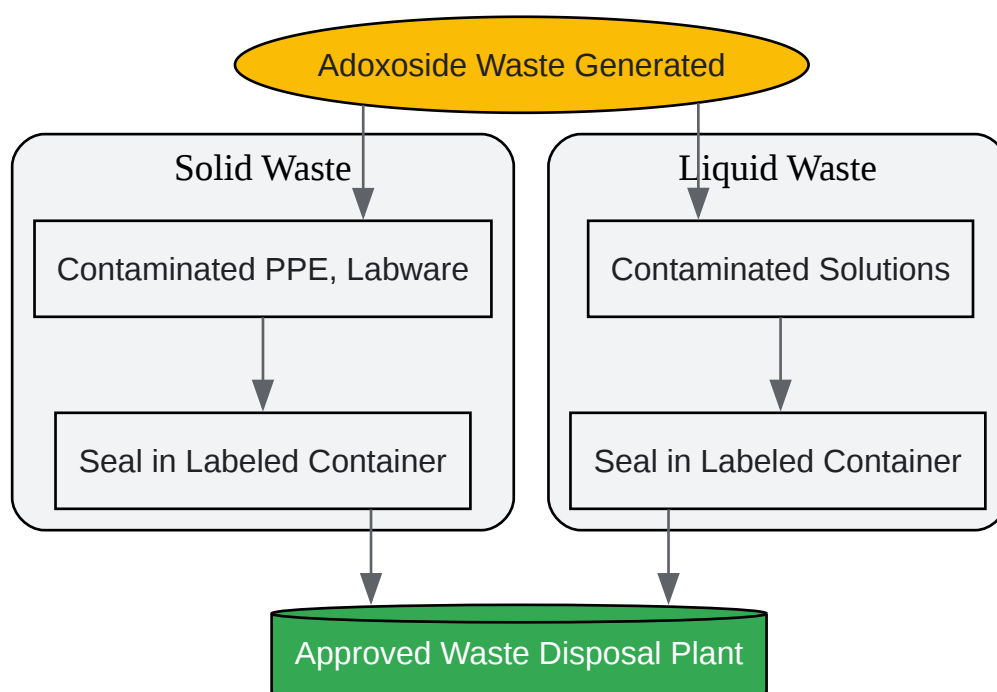 Adoxoside Waste Generated
Solid Waste
Contaminated PPE, Labware
Seal in Labeled Container
Liquid Waste
Contaminated Solutions
Seal in Labeled Container
Approved Waste Disposal Plant